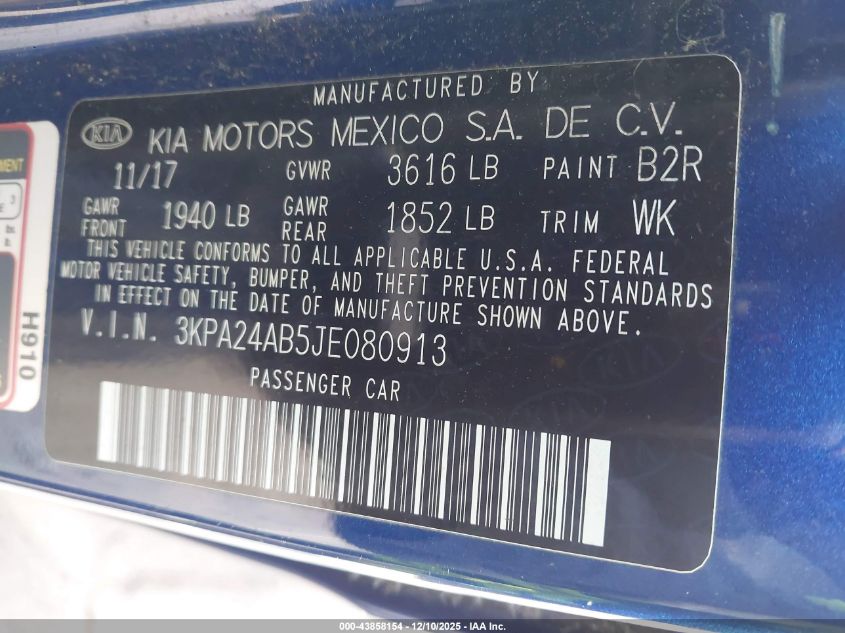 MANUFACTURED BY
KIA KIA MOTORS MEXICO S.A. DE C.V.
11/17 GVWR 3616 LB PAINT B2R
GAWR FRONT 1940 LB GAWR REAR 1852 LB TRIM WK
THIS VEHICLE CONFORMS TO ALL APPLICABLE U.S.A. FEDERAL
MOTOR VEHICLE SAFETY, BUMPER, AND THEFT PREVENTION STANDARDS
IN EFFECT ON THE DATE OF MANUFACTURE SHOWN ABOVE.
V.I.N. 3KPA24AB5JE080913
PASSENGER CAR
H910
000-43858154 - 12/10/2025 - IAA Inc.